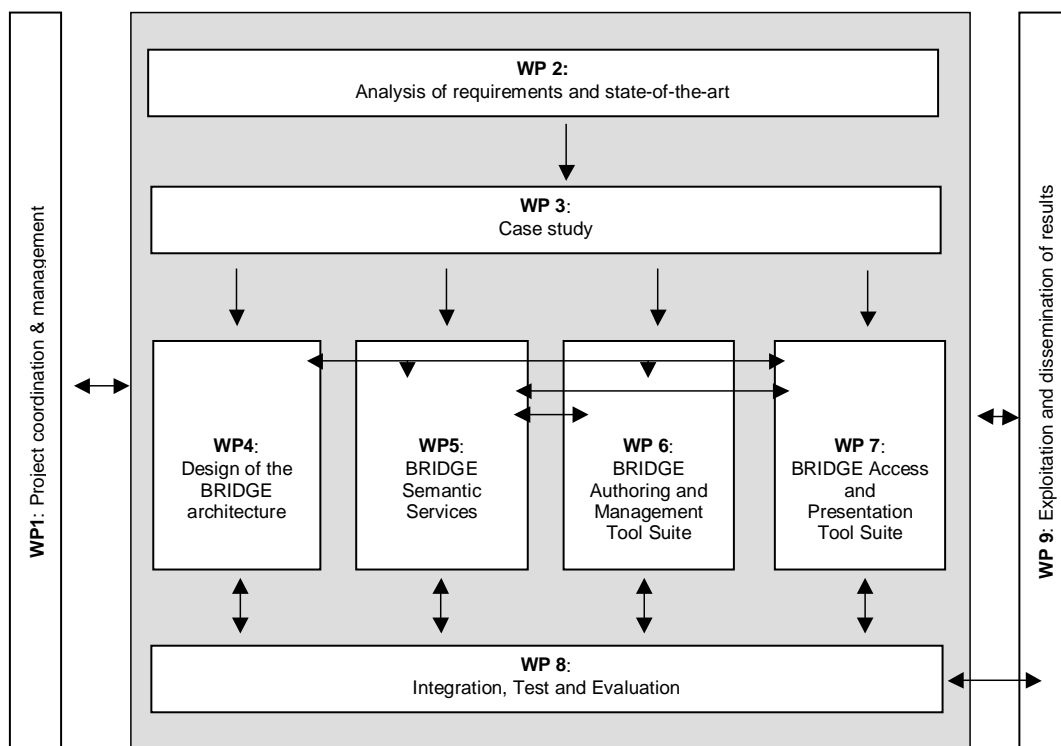 WP1: Project coordination & management
WP 2:
Analysis of requirements and state-of-the-art
WP 3:
Case study
WP4:
Design of the
BRIDGE
architecture
WP5:
BRIDGE
Semantic
Services
WP 6:
BRIDGE
Authoring and
Management
Tool Suite
WP 7:
BRIDGE Access
and
Presentation
Tool Suite
WP 8:
Integration, Test and Evaluation
WP 9: Exploitation and dissemination of results